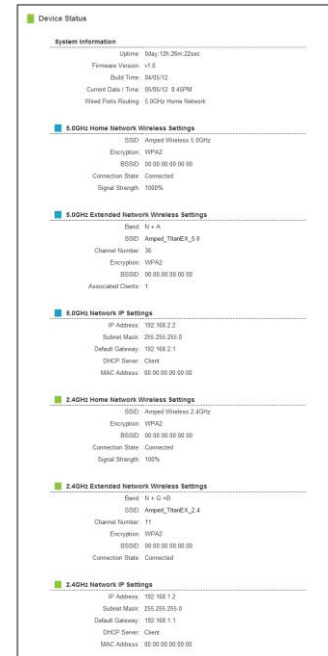 Device Status
System Information
Uptime: 0day:12h:26m:22sec
Firmware Version: v1.0
Build Time: 04/05/12
Current Date / Time: 05/05/12 8:45PM
Wired Ports Routing: 5.0GHz Home Network
5.0GHz Home Network Wireless Settings
SSID: Amped Wireless 5.0GHz
Encryption: WPA2
BSSID: 00:00:00:00:00:00
Connection State: Connected
Signal Strength: 1000%
5.0GHz Extended Network Wireless Settings
Band: N + A
SSID: Amped_TitanEX_5.0
Channel Number: 36
Encryption: WPA2
BSSID: 00:00:00:00:00:00
Associated Clients: 1
5.0GHz Network IP Settings
IP Address: 192.168.2.2
Subnet Mask: 255.255.255.0
Default Gateway: 192.168.2.1
DHCP Server: Client
MAC Address: 00:00:00:00:00:00
2.4GHz Home Network Wireless Settings
SSID: Amped Wireless 2.4GHz
Encryption: WPA2
BSSID: 00:00:00:00:00:00
Connection State: Connected
Signal Strength: 100%
2.4GHz Extended Network Wireless Settings
Band: N + G +B
SSID: Amped_TitanEX_2.4
Channel Number: 11
Encryption: WPA2
BSSID: 00:00:00:00:00:00
Connection State: Connected
2.4GHz Network IP Settings
IP Address: 192.168.1.2
Subnet Mask: 255.255.255.0
Default Gateway: 192.168.1.1
DHCP Server: Client
MAC Address: 00:00:00:00:00:00